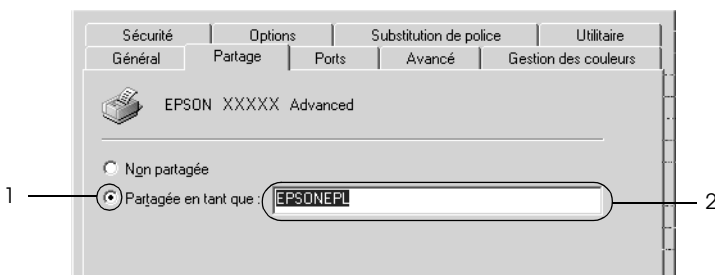 Sécurité Options Substitution de police Utilitaire
Général Partage Ports Avancé Gestion des couleurs
EPSON XXXXX Advanced
Non partagée
1 Partagée en tant que : EPSONEPL 2